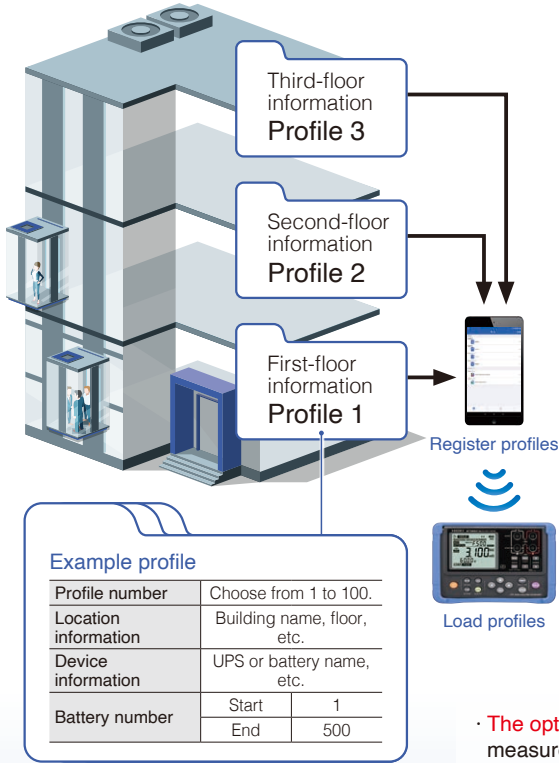 Third-floor
information
Profile 3
Second-floor
information
Profile 2
First-floor
information
Profile 1
Register profiles
Load profiles
Example profile
Profile number Choose from 1 to 100.
Location information Building name, floor, etc.
Device information UPS or battery name, etc.
Battery number Start 1
End 500
· The opt
measure